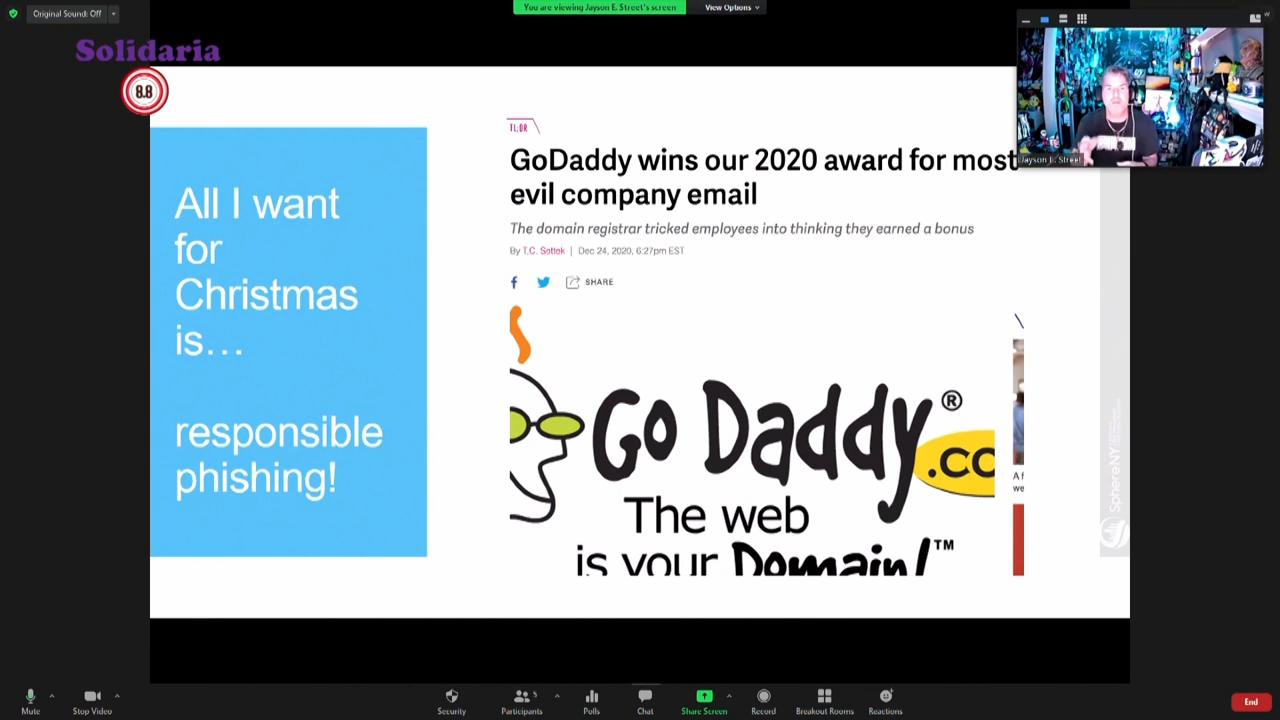 Original Sound: Off
You are viewing Jayson E. Street's screen
View Options
Solidaria
8.8
Jayson E. Street
All I want
for
Christmas
is...
responsible
phishing!
TL;DR
GoDaddy wins our 2020 award for most
evil company email
The domain registrar tricked employees into thinking they earned a bonus
By T.C. Sottek | Dec 24, 2020, 6:27pm EST
SHARE
Go Daddy®
.co
The web
is your Domain!™
A f
we
SphereNY
Mute
Stop Video
Security
Participants
5
Polls
Chat
Share Screen
Record
Breakout Rooms
Reactions
End